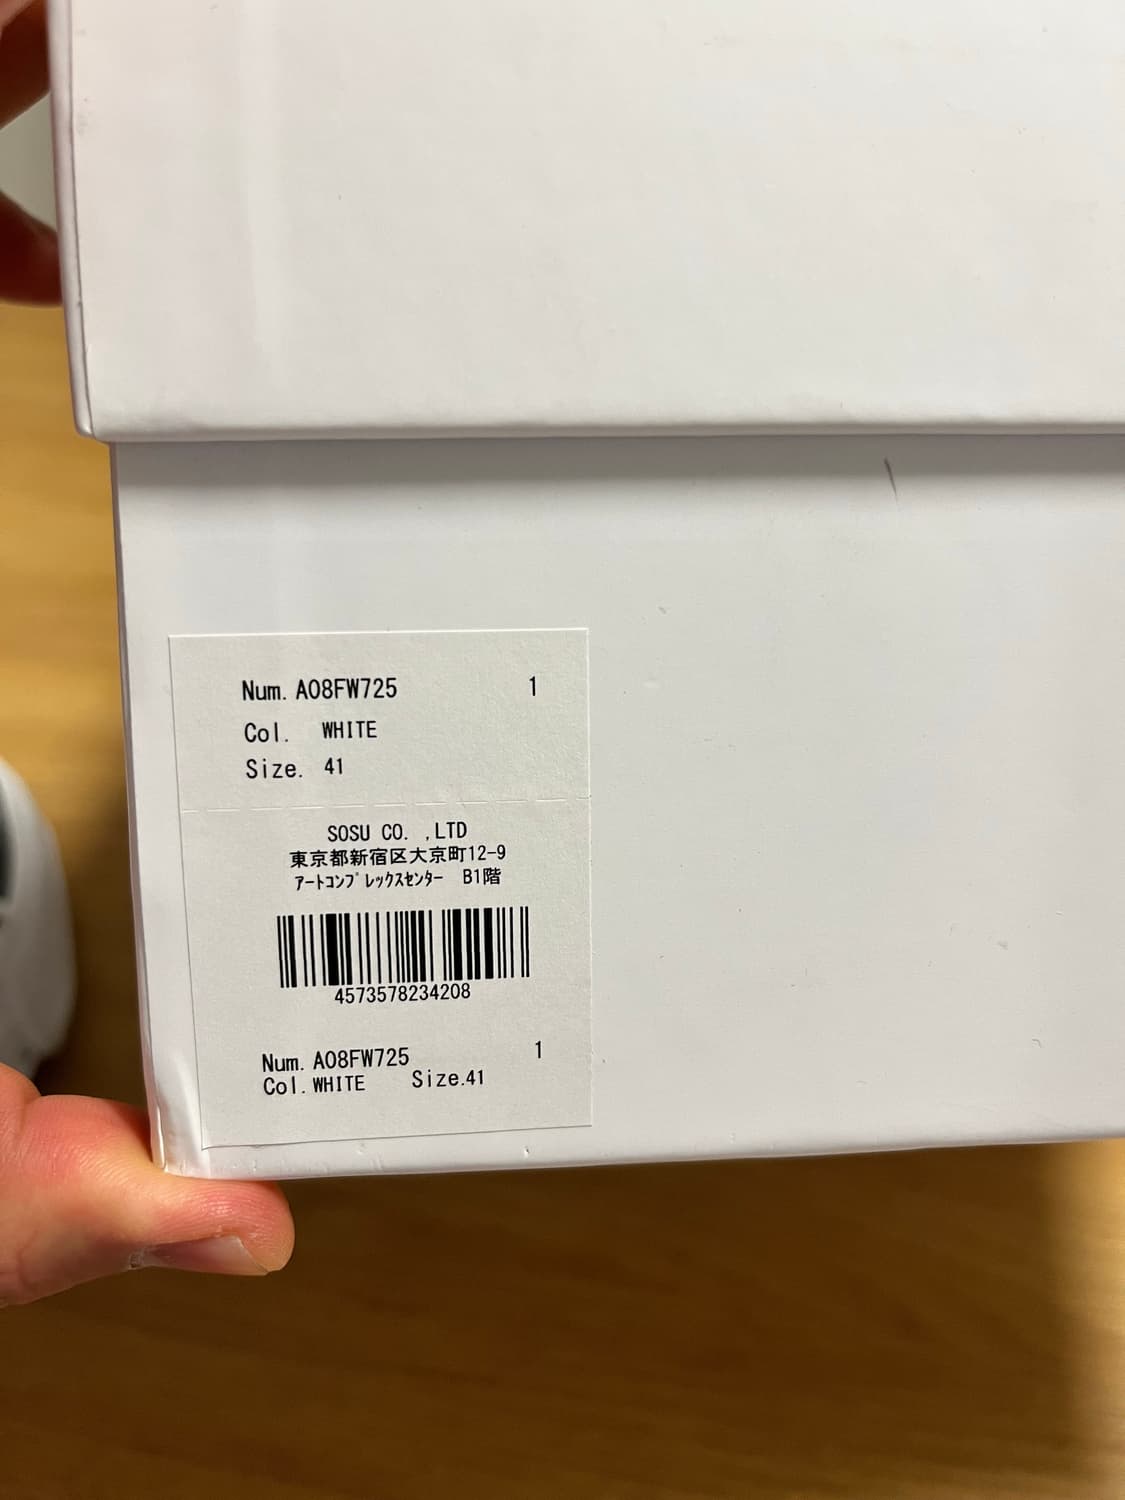 Num. A08FW725 1
Col. WHITE
Size. 41
SOSU CO. ,LTD
東京都新宿区大京町12-9
ｱｰﾄｺﾝﾌﾟﾚｯｸｽｾﾝﾀｰ B1階
4573578234208
Num. A08FW725 1
Col. WHITE Size.41